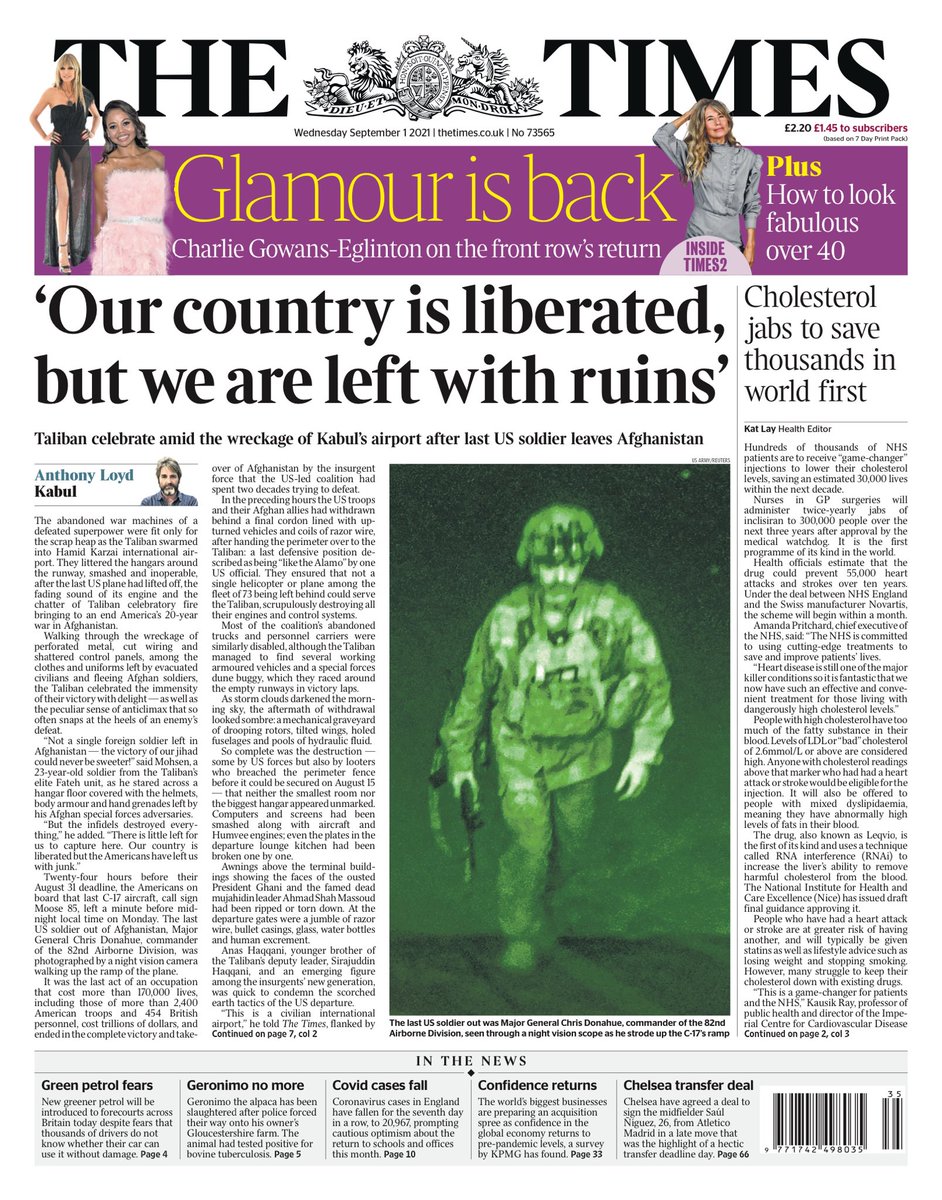 THE TIMES
DIEU ET MON DROIT
Wednesday September 1 2021 | thetimes.co.uk | No 73565
£2.20 £1.45 to subscribers
(based on 7 Day Print Pack)
Glamour is back
Charlie Gowans-Eglinton on the front row's return
INSIDE
TIMES2
Plus
How to look
fabulous
over 40
‘Our country is liberated,
but we are left with ruins’
Taliban celebrate amid the wreckage of Kabul's airport after last US soldier leaves Afghanistan
Anthony Loyd
Kabul
The abandoned war machines of a
defeated superpower were fit only for
the scrap heap as the Taliban swarmed
into Hamid Karzai international air-
port. They littered the hangars around
the runway, smashed and inoperable,
after the last US plane had lifted off, the
fading sound of its engine and the
chatter of Taliban celebratory fire
bringing to an end America's 20-year
war in Afghanistan.
Walking through the wreckage of
perforated metal, cut wiring and
shattered control panels, among the
clothes and uniforms left by evacuated
civilians and fleeing Afghan soldiers,
the Taliban celebrated the immensity
of their victory with delight — as well as
the peculiar sense of anticlimax that so
often snaps at the heels of an enemy's
defeat.
“Not a single foreign soldier left in
Afghanistan — the victory of our jihad
could never be sweeter!” said Mohsen, a
23-year-old soldier from the Taliban's
elite Fateh unit, as he stared across a
hangar floor covered with the helmets,
body armour and hand grenades left by
his Afghan special forces adversaries.
“But the infidels destroyed every-
thing,” he added. “There is little left for
us to capture here. Our country is
liberated but the Americans have left us
with junk.”
Twenty-four hours before their
August 31 deadline, the Americans on
board that last C-17 aircraft, call sign
Moose 85, left a minute before mid-
night local time on Monday. The last
US soldier out of Afghanistan, Major
General Chris Donahue, commander
of the 82nd Airborne Division, was
photographed by a night vision camera
walking up the ramp of the plane.
It was the last act of an occupation
that cost more than 170,000 lives,
including those of more than 2,400
American troops and 454 British
personnel, cost trillions of dollars, and
ended in the complete victory and take-
over of Afghanistan by the insurgent
force that the US-led coalition had
spent two decades trying to defeat.
In the preceding hours the US troops
and their Afghan allies had withdrawn
behind a final cordon lined with up-
turned vehicles and coils of razor wire,
after handing the perimeter over to the
Taliban: a last defensive position de-
scribed as being “like the Alamo” by one
US official. They ensured that not a
single helicopter or plane among the
fleet of 73 being left behind could serve
the Taliban, scrupulously destroying all
their engines and control systems.
Most of the coalition's abandoned
trucks and personnel carriers were
similarly disabled, although the Taliban
managed to find several working
armoured vehicles and a special forces
dune buggy, which they raced around
the empty runways in victory laps.
As storm clouds darkened the morn-
ing sky, the aftermath of withdrawal
looked sombre: a mechanical graveyard
of drooping rotors, tilted wings, holed
fuselages and pools of hydraulic fluid.
So complete was the destruction —
some by US forces but also by looters
who breached the perimeter fence
before it could be secured on August 15
— that neither the smallest room nor
the biggest hangar appeared unmarked.
Computers and screens had been
smashed along with aircraft and
Humvee engines; even the plates in the
departure lounge kitchen had been
broken one by one.
Awnings above the terminal build-
ings showing the faces of the ousted
President Ghani and the famed dead
mujahidin leader Ahmad Shah Massoud
had been ripped or torn down. At the
departure gates were a jumble of razor
wire, bullet casings, glass, water bottles
and human excrement.
Anas Haqqani, younger brother of
the Taliban's deputy leader, Sirajuddin
Haqqani, and an emerging figure
among the insurgents' new generation,
was quick to condemn the scorched
earth tactics of the US departure.
“This is a civilian international
airport,” he told The Times, flanked by
Continued on page 7, col 2
US ARMY/REUTERS
The last US soldier out was Major General Chris Donahue, commander of the 82nd
Airborne Division, seen through a night vision scope as he strode up the C-17's ramp
Cholesterol
jabs to save
thousands in
world first
Kat Lay Health Editor
Hundreds of thousands of NHS
patients are to receive “game-changer”
injections to lower their cholesterol
levels, saving an estimated 30,000 lives
within the next decade.
Nurses in GP surgeries will
administer twice-yearly jabs of
inclisiran to 300,000 people over the
next three years after approval by the
medical watchdog. It is the first
programme of its kind in the world.
Health officials estimate that the
drug could prevent 55,000 heart
attacks and strokes over ten years.
Under the deal between NHS England
and the Swiss manufacturer Novartis,
the scheme will begin within a month.
Amanda Pritchard, chief executive of
the NHS, said: “The NHS is committed
to using cutting-edge treatments to
save and improve patients' lives.
“Heart disease is still one of the major
killer conditions so it is fantastic that we
now have such an effective and conve-
nient treatment for those living with
dangerously high cholesterol levels.”
People with high cholesterol have too
much of the fatty substance in their
blood. Levels of LDL or “bad” cholesterol
of 2.6mmol/L or above are considered
high. Anyone with cholesterol readings
above that marker who had had a heart
attack or stroke would be eligible for the
injection. It will also be offered to
people with mixed dyslipidaemia,
meaning they have abnormally high
levels of fats in their blood.
The drug, also known as Leqvio, is
the first of its kind and uses a technique
called RNA interference (RNAi) to
increase the liver's ability to remove
harmful cholesterol from the blood.
The National Institute for Health and
Care Excellence (Nice) has issued draft
final guidance approving it.
People who have had a heart attack
or stroke are at greater risk of having
another, and will typically be given
statins as well as lifestyle advice such as
losing weight and stopping smoking.
However, many struggle to keep their
cholesterol down with existing drugs.
“This is a game-changer for patients
and the NHS,” Kausik Ray, professor of
public health and director of the Impe-
rial Centre for Cardiovascular Disease
Continued on page 2, col 3
IN THE NEWS
Green petrol fears
New greener petrol will be
introduced to forecourts across
Britain today despite fears that
thousands of drivers do not
know whether their car can
use it without damage. Page 4
Geronimo no more
Geronimo the alpaca has been
slaughtered after police forced
their way onto his owner's
Gloucestershire farm. The
animal had tested positive for
bovine tuberculosis. Page 5
Covid cases fall
Coronavirus cases in England
have fallen for the seventh day
in a row, to 20,967, prompting
cautious optimism about the
return to schools and offices
this month. Page 10
Confidence returns
The world's biggest businesses
are preparing an acquisition
spree as confidence in the
global economy returns to
pre-pandemic levels, a survey
by KPMG has found. Page 33
Chelsea transfer deal
Chelsea have agreed a deal to
sign the midfielder Saúl
Ñíguez, 26, from Atletico
Madrid in a late move that
was the highlight of a hectic
transfer deadline day. Page 66
35
9 771742 498035